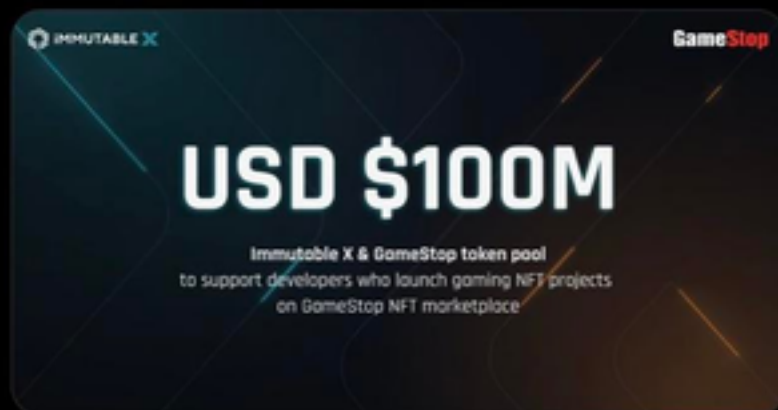 IMMUTABLE X
GameStop
USD $100M
Immutable X & GameStop token pool
to support developers who launch gaming NFT projects
on GameStop NFT marketplace